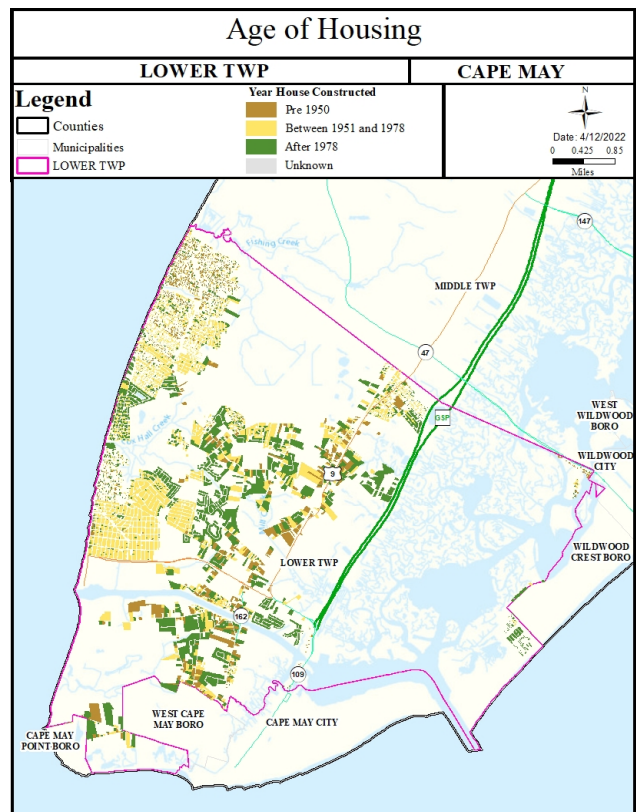 Age of Housing
LOWER TWP
CAPE MAY
Legend
Counties
Municipalities
LOWER TWP
Year House Constructed
Pre 1950
Between 1951 and 1978
After 1978
Unknown
N
Date: 4/12/2022
0 0.425 0.85
Miles
147
Fishing Creek
MIDDLE TWP
47
GSP
WEST
WILDWOOD
BORO
WILDWOOD
CITY
Hall Creek
9
WILDWOOD
CREST BORO
LOWER TWP
162
109
WEST CAPE
MAY BORO
CAPE MAY CITY
CAPE MAY
POINT BORO